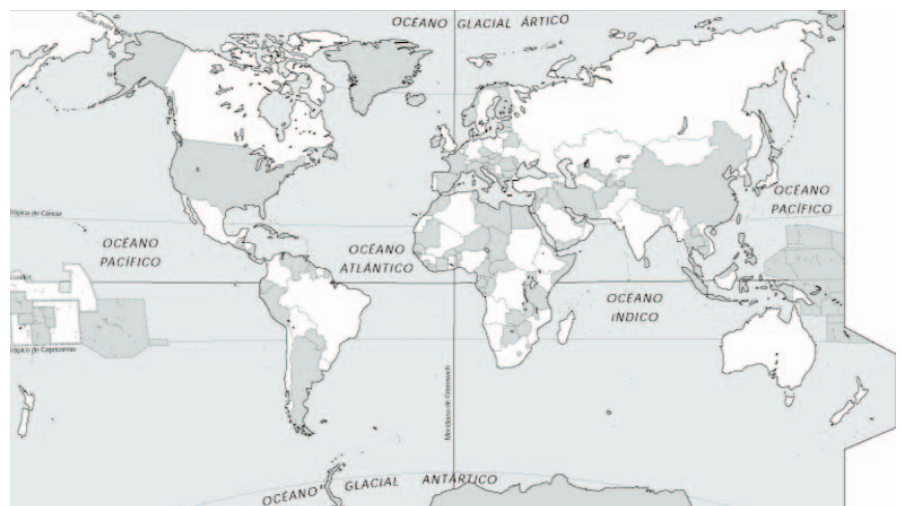 OCÉANO GLACIAL ÁRTICO
Trópico de Cáncer
OCÉANO
PACÍFICO
OCÉANO
PACÍFICO
OCÉANO
ATLÁNTICO
OCÉANO
ÍNDICO
Trópico de Capricornio
Meridiano de Greenwich
OCÉANO GLACIAL ANTÁRTICO